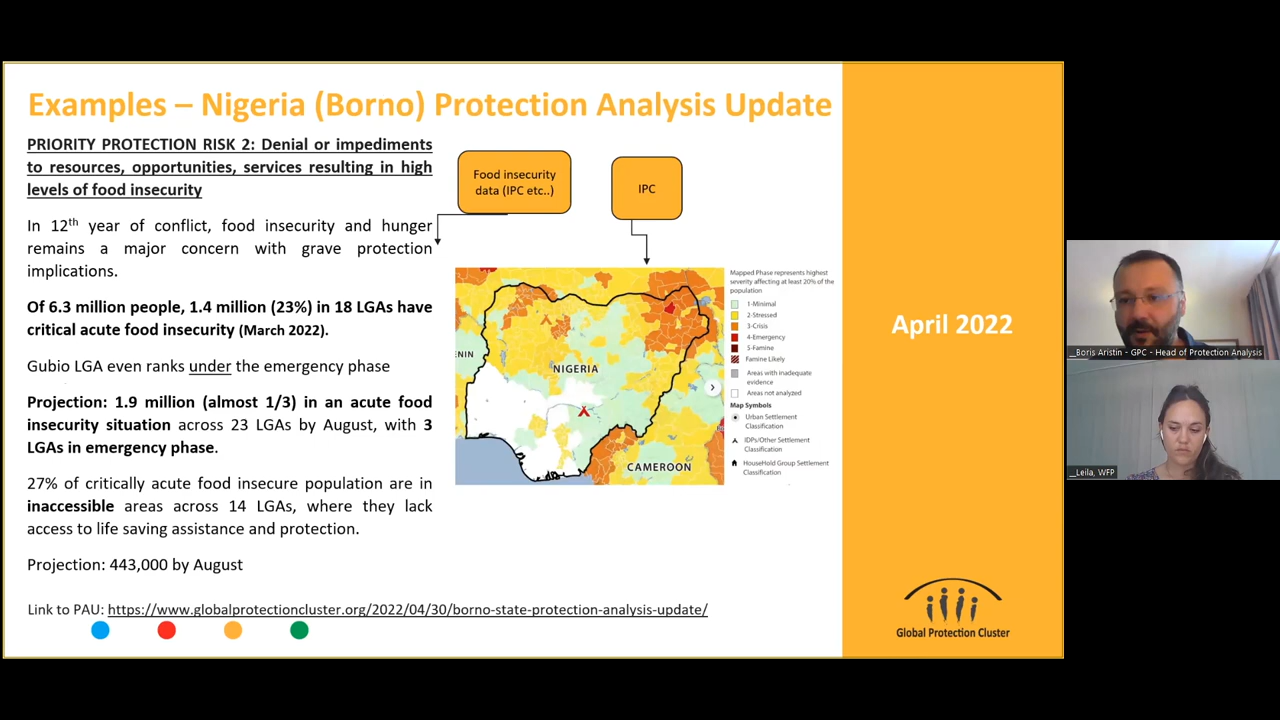 Examples – Nigeria (Borno) Protection Analysis Update
PRIORITY PROTECTION RISK 2: Denial or impediments
to resources, opportunities, services resulting in high
levels of food insecurity
In 12th year of conflict, food insecurity and hunger
remains a major concern with grave protection
implications.
Of 6.3 million people, 1.4 million (23%) in 18 LGAs have
critical acute food insecurity (March 2022).
Gubio LGA even ranks under the emergency phase
Projection: 1.9 million (almost 1/3) in an acute food
insecurity situation across 23 LGAs by August, with 3
LGAs in emergency phase.
27% of critically acute food insecure population are in
inaccessible areas across 14 LGAs, where they lack
access to life saving assistance and protection.
Projection: 443,000 by August
Link to PAU: https://www.globalprotectioncluster.org/2022/04/30/borno-state-protection-analysis-update/
Food insecurity
data (IPC etc..)
IPC
ENIN
NIGERIA
CAMEROON
Mapped Phase represents highest
severity affecting at least 20% of the
population
1-Minimal
2-Stressed
3-Crisis
4-Emergency
5-Famine
Famine Likely
Areas with inadequate
evidence
Areas not analyzed
Map Symbols
Urban Settlement
Classification
IDPs/Other Settlement
Classification
HouseHold Group Settlement
Classification
April 2022
Global Protection Cluster
__Boris Aristin - GPC - Head of Protection Analysis
__Leila, WFP